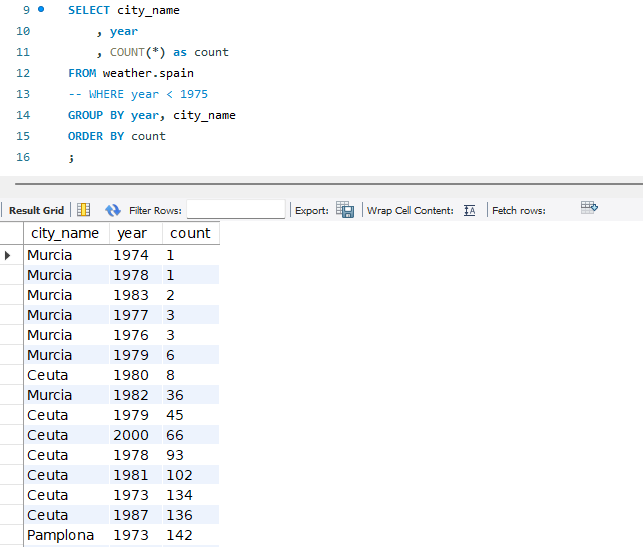 9 SELECT city_name
10 , year
11 , COUNT(*) as count
12 FROM weather.spain
13 -- WHERE year < 1975
14 GROUP BY year, city_name
15 ORDER BY count
16 ;
Result Grid Filter Rows: Export: Wrap Cell Content: Fetch rows:
city_name year count
Murcia 1974 1
Murcia 1978 1
Murcia 1983 2
Murcia 1977 3
Murcia 1976 3
Murcia 1979 6
Ceuta 1980 8
Murcia 1982 36
Ceuta 1979 45
Ceuta 2000 66
Ceuta 1978 93
Ceuta 1981 102
Ceuta 1973 134
Ceuta 1987 136
Pamplona 1973 142